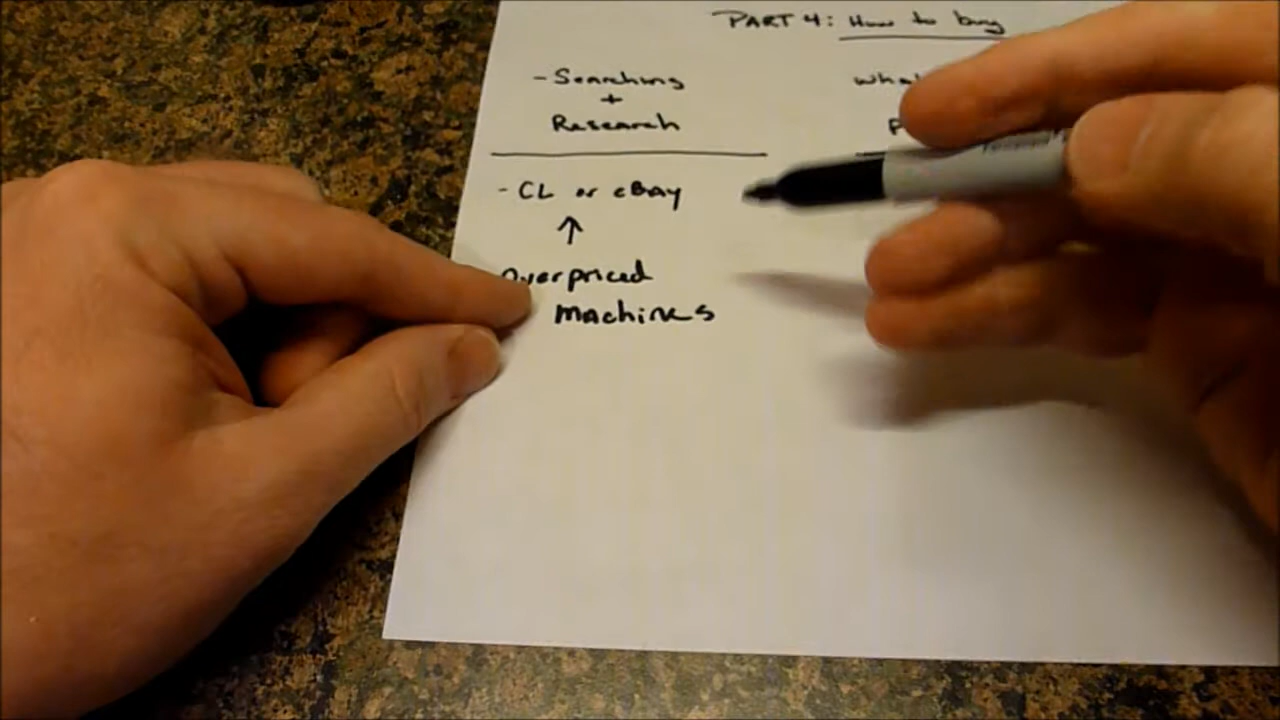 PART 4: How to buy
- Searching
+
Research
- CL or eBay
↑
Overpriced
Machines